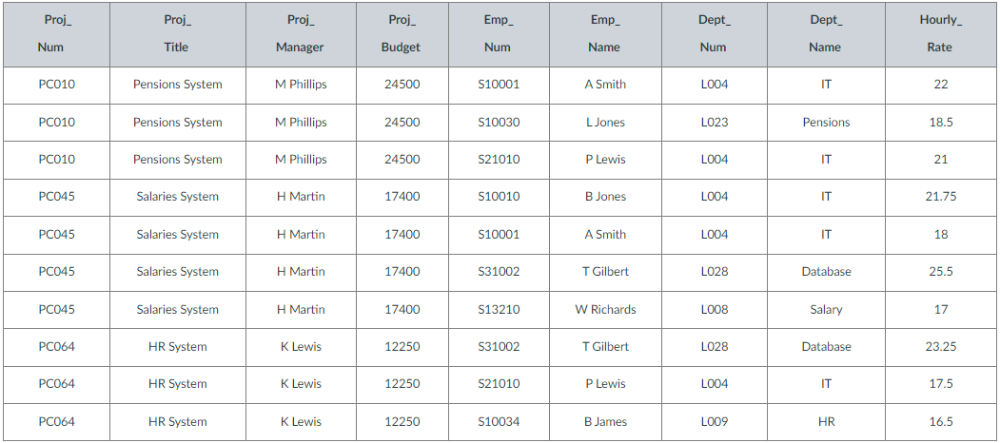 Proj_ Proj_ Proj_ Proj_ Emp_ Emp_ Dept_ Dept_ Hourly_
Num Title Manager Budget Num Name Num Name Rate
PC010 Pensions System M Phillips 24500 S10001 A Smith L004 IT 22
PC010 Pensions System M Phillips 24500 S10030 L Jones L023 Pensions 18.5
PC010 Pensions System M Phillips 24500 S21010 P Lewis L004 IT 21
PC045 Salaries System H Martin 17400 S10010 B Jones L004 IT 21.75
PC045 Salaries System H Martin 17400 S10001 A Smith L004 IT 18
PC045 Salaries System H Martin 17400 S31002 T Gilbert L028 Database 25.5
PC045 Salaries System H Martin 17400 S13210 W Richards L008 Salary 17
PC064 HR System K Lewis 12250 S31002 T Gilbert L028 Database 23.25
PC064 HR System K Lewis 12250 S21010 P Lewis L004 IT 17.5
PC064 HR System K Lewis 12250 S10034 B James L009 HR 16.5